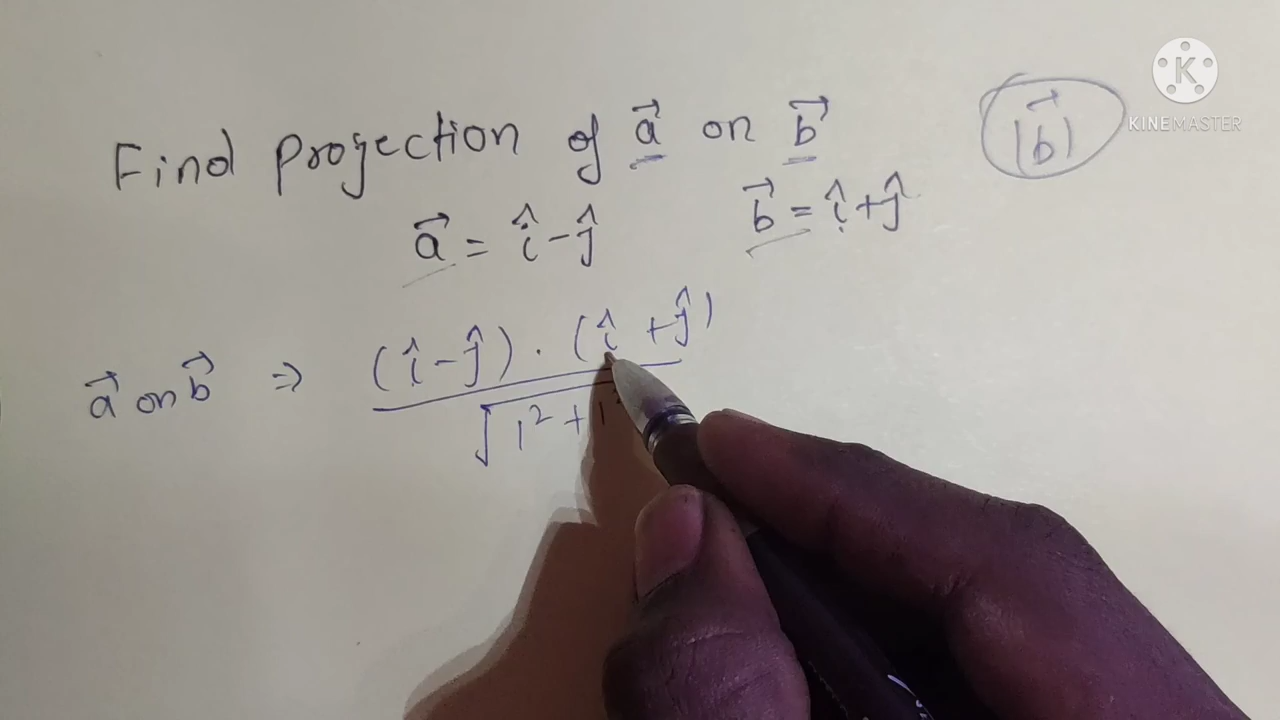 Find projection of a⃗ on b⃗
|b⃗|
KINEMASTER
a⃗ = î - ĵ
b⃗ = î + ĵ
a⃗ on b⃗ ⇒ (î - ĵ) . (î + ĵ)
√1² + 1